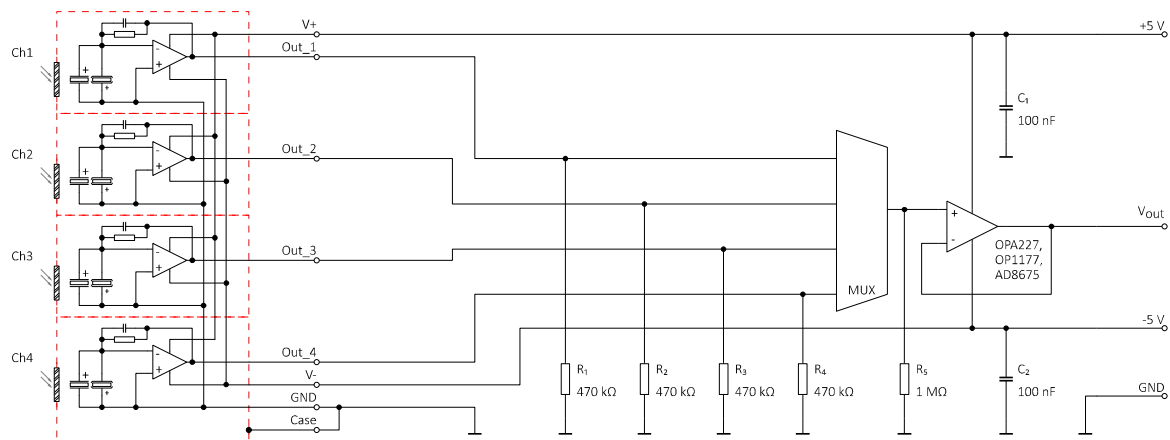 V+
+5 V
Ch1
Out_1
C₁
100 nF
Ch2
Out_2
Vout
OPA227,
OP1177,
AD8675
Ch3
Out_3
MUX
-5 V
Ch4
Out_4
V-
R₁
470 kΩ
R₂
470 kΩ
R₃
470 kΩ
R₄
470 kΩ
R₅
1 MΩ
C₂
100 nF
GND
GND
Case